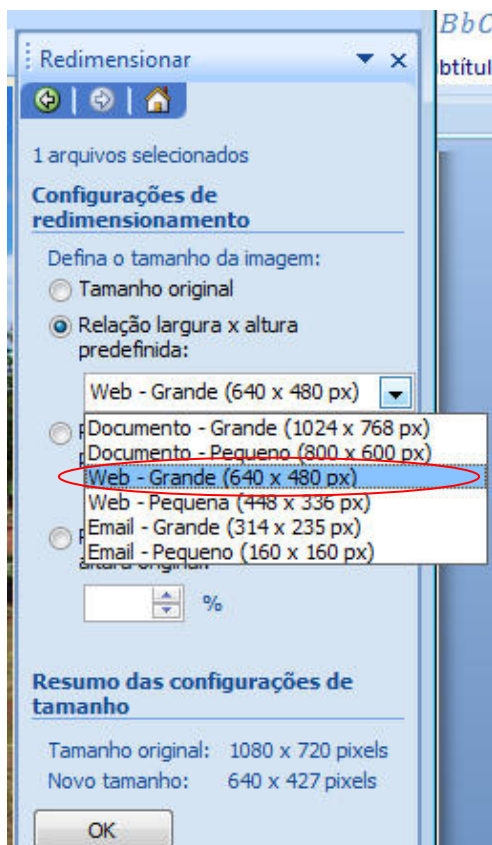 BbC
Redimensionar
btítul
1 arquivos selecionados
Configurações de
redimensionamento
Defina o tamanho da imagem:
Tamanho original
Relação largura x altura
predefinida:
Web - Grande (640 x 480 px)
Documento - Grande (1024 x 768 px)
Documento - Pequeno (800 x 600 px)
Web - Grande (640 x 480 px)
Web - Pequena (448 x 336 px)
Email - Grande (314 x 235 px)
Email - Pequeno (160 x 160 px)
altura original:
%
Resumo das configurações de
tamanho
Tamanho original: 1080 x 720 pixels
Novo tamanho: 640 x 427 pixels
OK